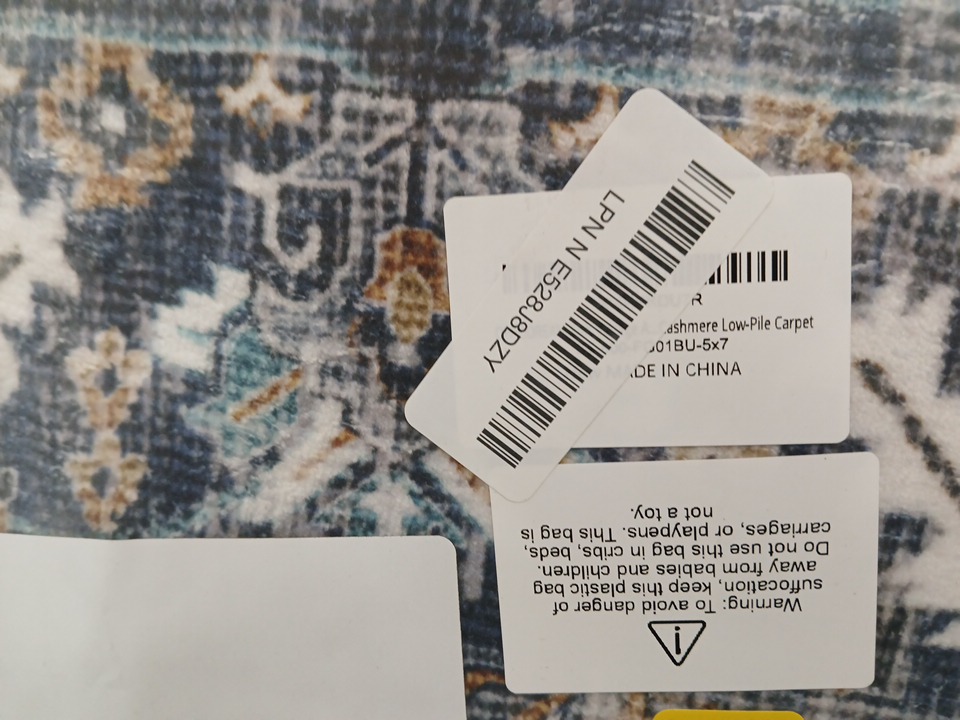 LPN N E528J8DZY
ashmere Low-Pile Carpet
01BU-5x7
MADE IN CHINA
Warning: To avoid danger of
suffocation, keep this plastic bag
away from babies and children.
Do not use this bag in cribs, beds,
carriages, or playpens. This bag is
not a toy.